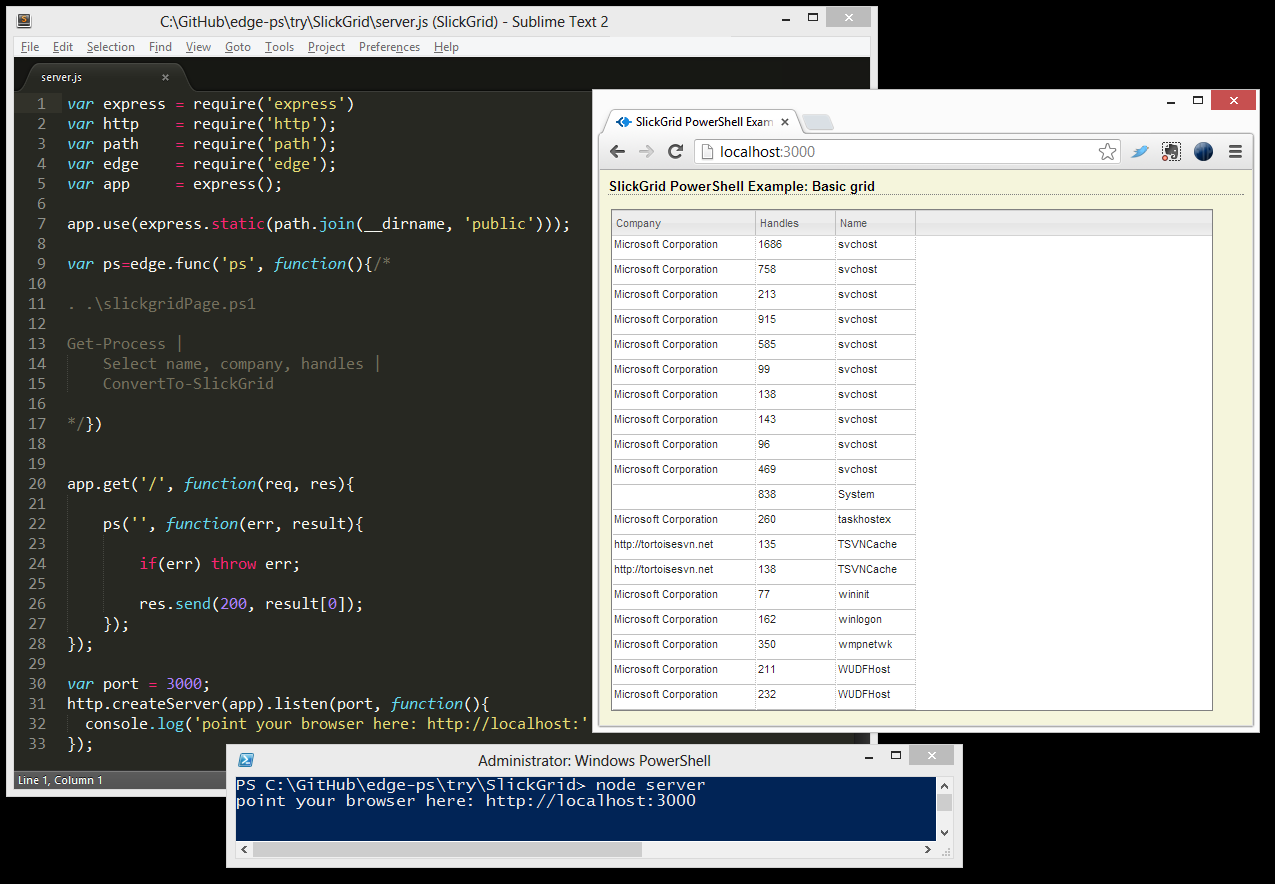 C:\GitHub\edge-ps\try\SlickGrid\server.js (SlickGrid) - Sublime Text 2
File Edit Selection Find View Goto Tools Project Preferences Help
server.js
1 var express = require('express')
2 var http = require('http');
3 var path = require('path');
4 var edge = require('edge');
5 var app = express();
6
7 app.use(express.static(path.join(__dirname, 'public')));
8
9 var ps=edge.func('ps', function(){/*
10
11 . .\slickgridPage.ps1
12
13 Get-Process |
14 Select name, company, handles |
15 ConvertTo-SlickGrid
16
17 */})
18
19
20 app.get('/', function(req, res){
21
22 ps('', function(err, result){
23
24 if(err) throw err;
25
26 res.send(200, result[0]);
27 });
28 });
29
30 var port = 3000;
31 http.createServer(app).listen(port, function(){
32 console.log('point your browser here: http://localhost:'
33 });
Line 1, Column 1
SlickGrid PowerShell Exam
localhost:3000
SlickGrid PowerShell Example: Basic grid
Company Handles Name
Microsoft Corporation 1686 svchost
Microsoft Corporation 758 svchost
Microsoft Corporation 213 svchost
Microsoft Corporation 915 svchost
Microsoft Corporation 585 svchost
Microsoft Corporation 99 svchost
Microsoft Corporation 138 svchost
Microsoft Corporation 143 svchost
Microsoft Corporation 96 svchost
Microsoft Corporation 469 svchost
838 System
Microsoft Corporation 260 taskhostex
http://tortoisesvn.net 135 TSVNCache
http://tortoisesvn.net 138 TSVNCache
Microsoft Corporation 77 wininit
Microsoft Corporation 162 winlogon
Microsoft Corporation 350 wmpnetwk
Microsoft Corporation 211 WUDFHost
Microsoft Corporation 232 WUDFHost
Administrator: Windows PowerShell
PS C:\GitHub\edge-ps\try\SlickGrid> node server
point your browser here: http://localhost:3000